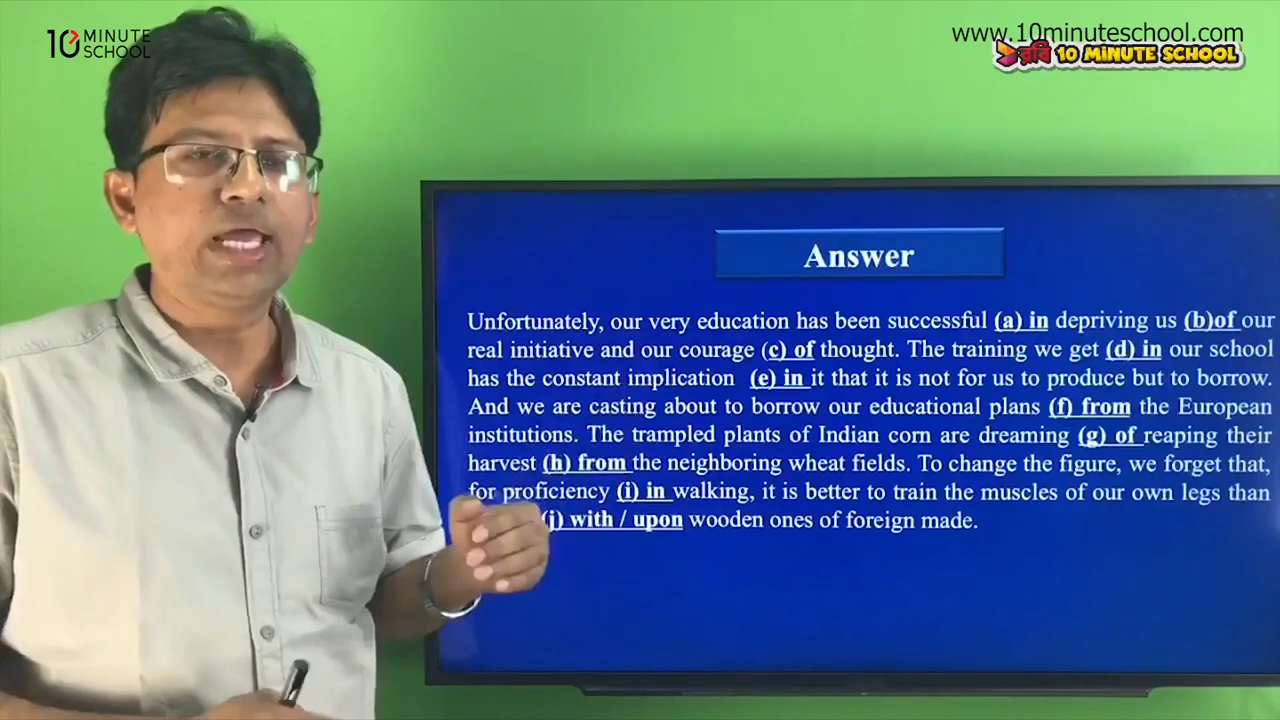 10 MINUTE SCHOOL
www.10minuteschool.com
রবি 10 MINUTE SCHOOL
Answer
Unfortunately, our very education has been successful (a) in depriving us (b)of our
real initiative and our courage (c) of thought. The training we get (d) in our school
has the constant implication (e) in it that it is not for us to produce but to borrow.
And we are casting about to borrow our educational plans (f) from the European
institutions. The trampled plants of Indian corn are dreaming (g) of reaping their
harvest (h) from the neighboring wheat fields. To change the figure, we forget that,
for proficiency (i) in walking, it is better to train the muscles of our own legs than
(j) with / upon wooden ones of foreign made.